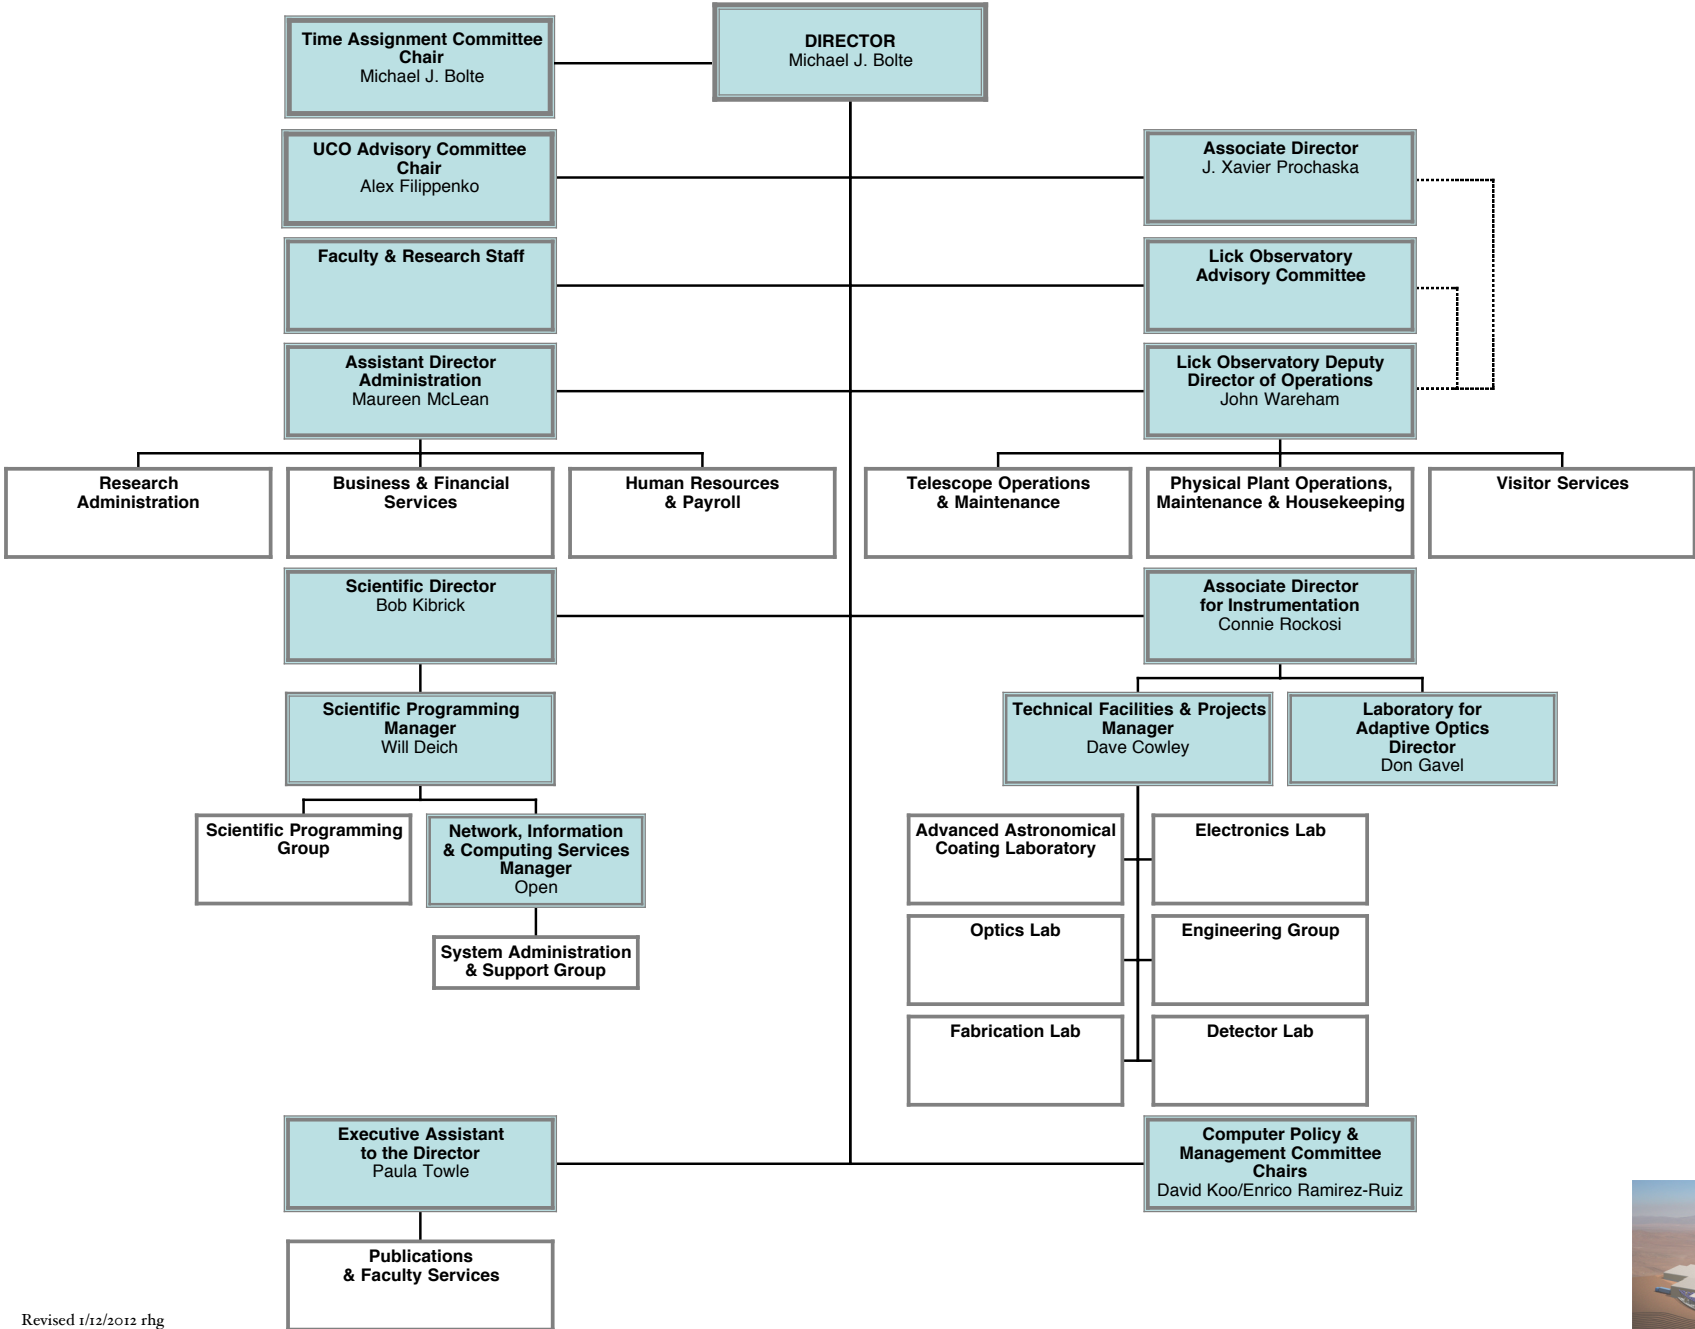 Time Assignment Committee
Chair
Michael J. Bolte
DIRECTOR
Michael J. Bolte
UCO Advisory Committee
Chair
Alex Filippenko
Associate Director
J. Xavier Prochaska
Faculty & Research Staff
Lick Observatory
Advisory Committee
Assistant Director
Administration
Maureen McLean
Lick Observatory Deputy
Director of Operations
John Wareham
Research
Administration
Business & Financial
Services
Human Resources
& Payroll
Telescope Operations
& Maintenance
Physical Plant Operations,
Maintenance & Housekeeping
Visitor Services
Scientific Director
Bob Kibrick
Associate Director
for Instrumentation
Connie Rockosi
Scientific Programming
Manager
Will Deich
Technical Facilities & Projects
Manager
Dave Cowley
Laboratory for
Adaptive Optics
Director
Don Gavel
Scientific Programming
Group
Network, Information
& Computing Services
Manager
Open
Advanced Astronomical
Coating Laboratory
Electronics Lab
System Administration
& Support Group
Optics Lab
Engineering Group
Fabrication Lab
Detector Lab
Executive Assistant
to the Director
Paula Towle
Computer Policy &
Management Committee
Chairs
David Koo/Enrico Ramirez-Ruiz
Publications
& Faculty Services
Revised 1/12/2012 rhg